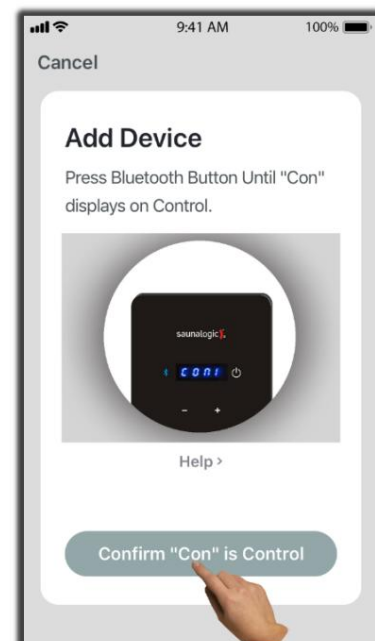 9:41 AM 100%
Cancel
Add Device
Press Bluetooth Button Until "Con"
displays on Control.
saunalogic
CON1
− +
Help >
Confirm "Con" is Control